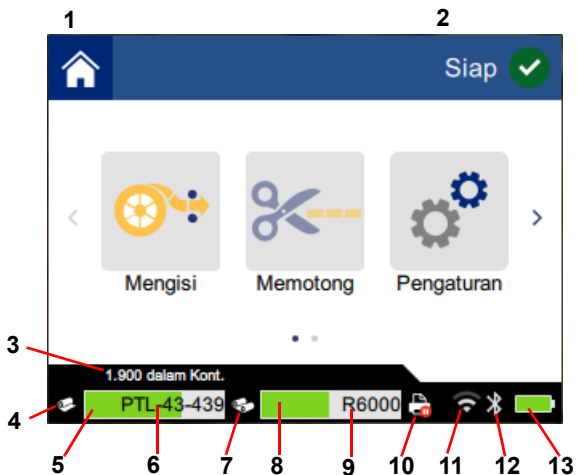 1 2
Siap
Mengisi Memotong Pengaturan
3
1.900 dalam Kont.
PTL-43-439 R6000
4 5 6 7 8 9 10 11 12 13